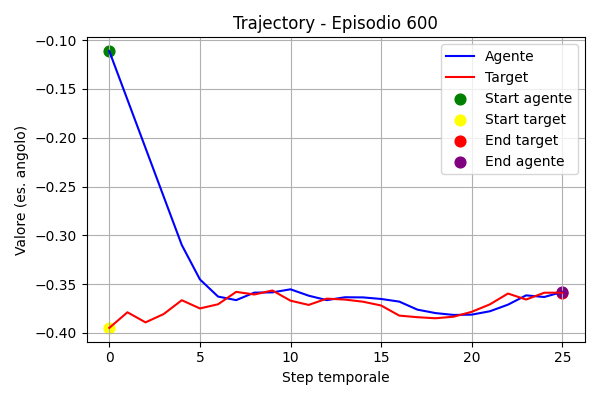 Trajectory - Episodio 600
−0.10
−0.15
−0.20
−0.25
−0.30
−0.35
−0.40
Valore (es. angolo)
Agente
Target
Start agente
Start target
End target
End agente
0
5
10
15
20
25
Step temporale